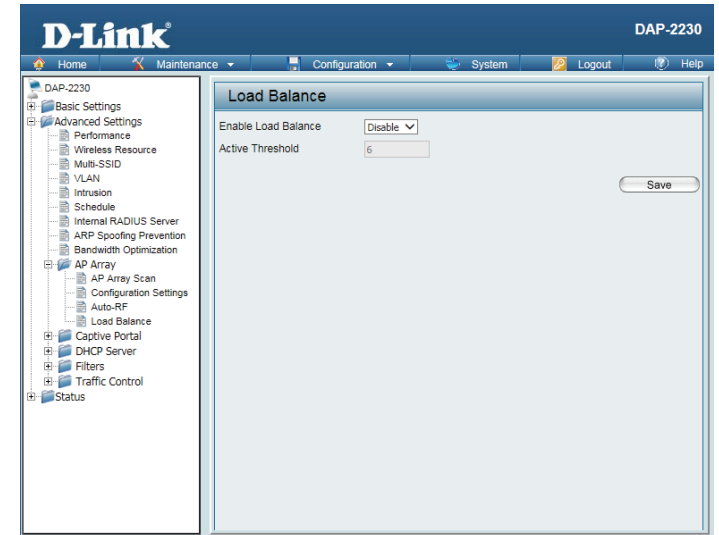 D-Link®
DAP-2230
Home Maintenance Configuration System Logout Help
DAP-2230
Basic Settings
Advanced Settings
Performance
Wireless Resource
Multi-SSID
VLAN
Intrusion
Schedule
Internal RADIUS Server
ARP Spoofing Prevention
Bandwidth Optimization
AP Array
AP Array Scan
Configuration Settings
Auto-RF
Load Balance
Captive Portal
DHCP Server
Filters
Traffic Control
Status
Load Balance
Enable Load Balance Disable
Active Threshold 6
Save